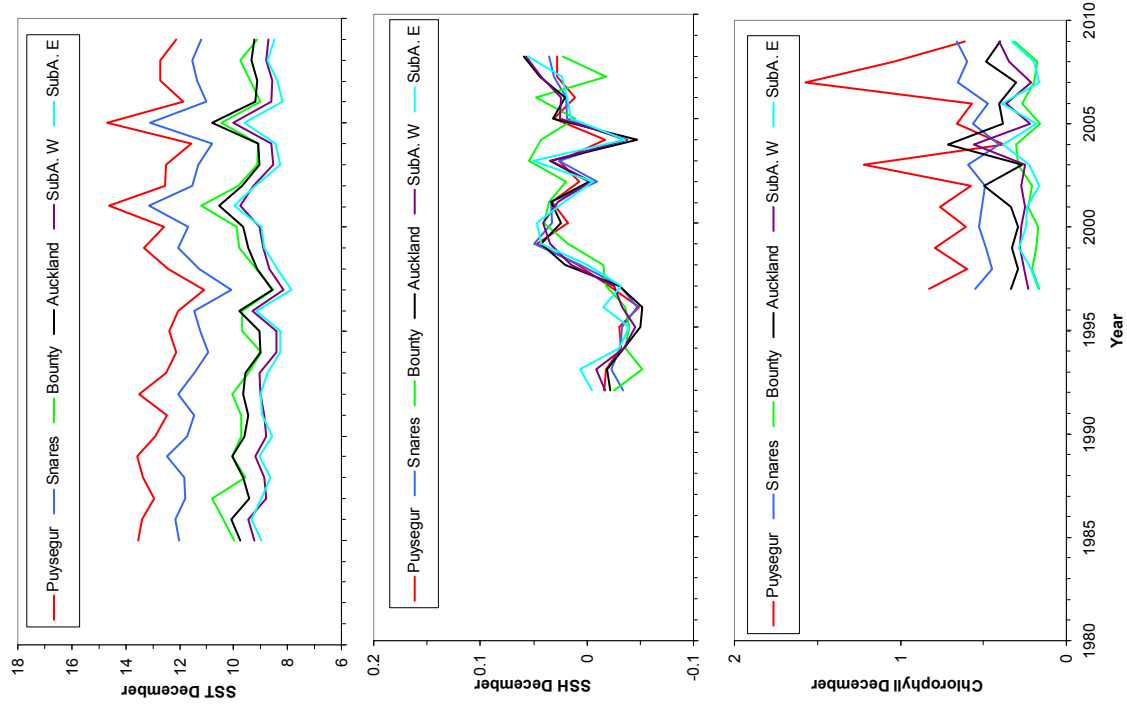 Puysegur Snares Bounty Auckland SubA. W SubA. E
18
16
14
12
10
8
6
SST December
Puysegur Snares Bounty Auckland SubA. W SubA. E
0.2
0.1
0
-0.1
SSH December
Puysegur Snares Bounty Auckland SubA. W SubA. E
2
1
0
Chlorophyll December
1980 1985 1990 1995 2000 2005 2010
Year